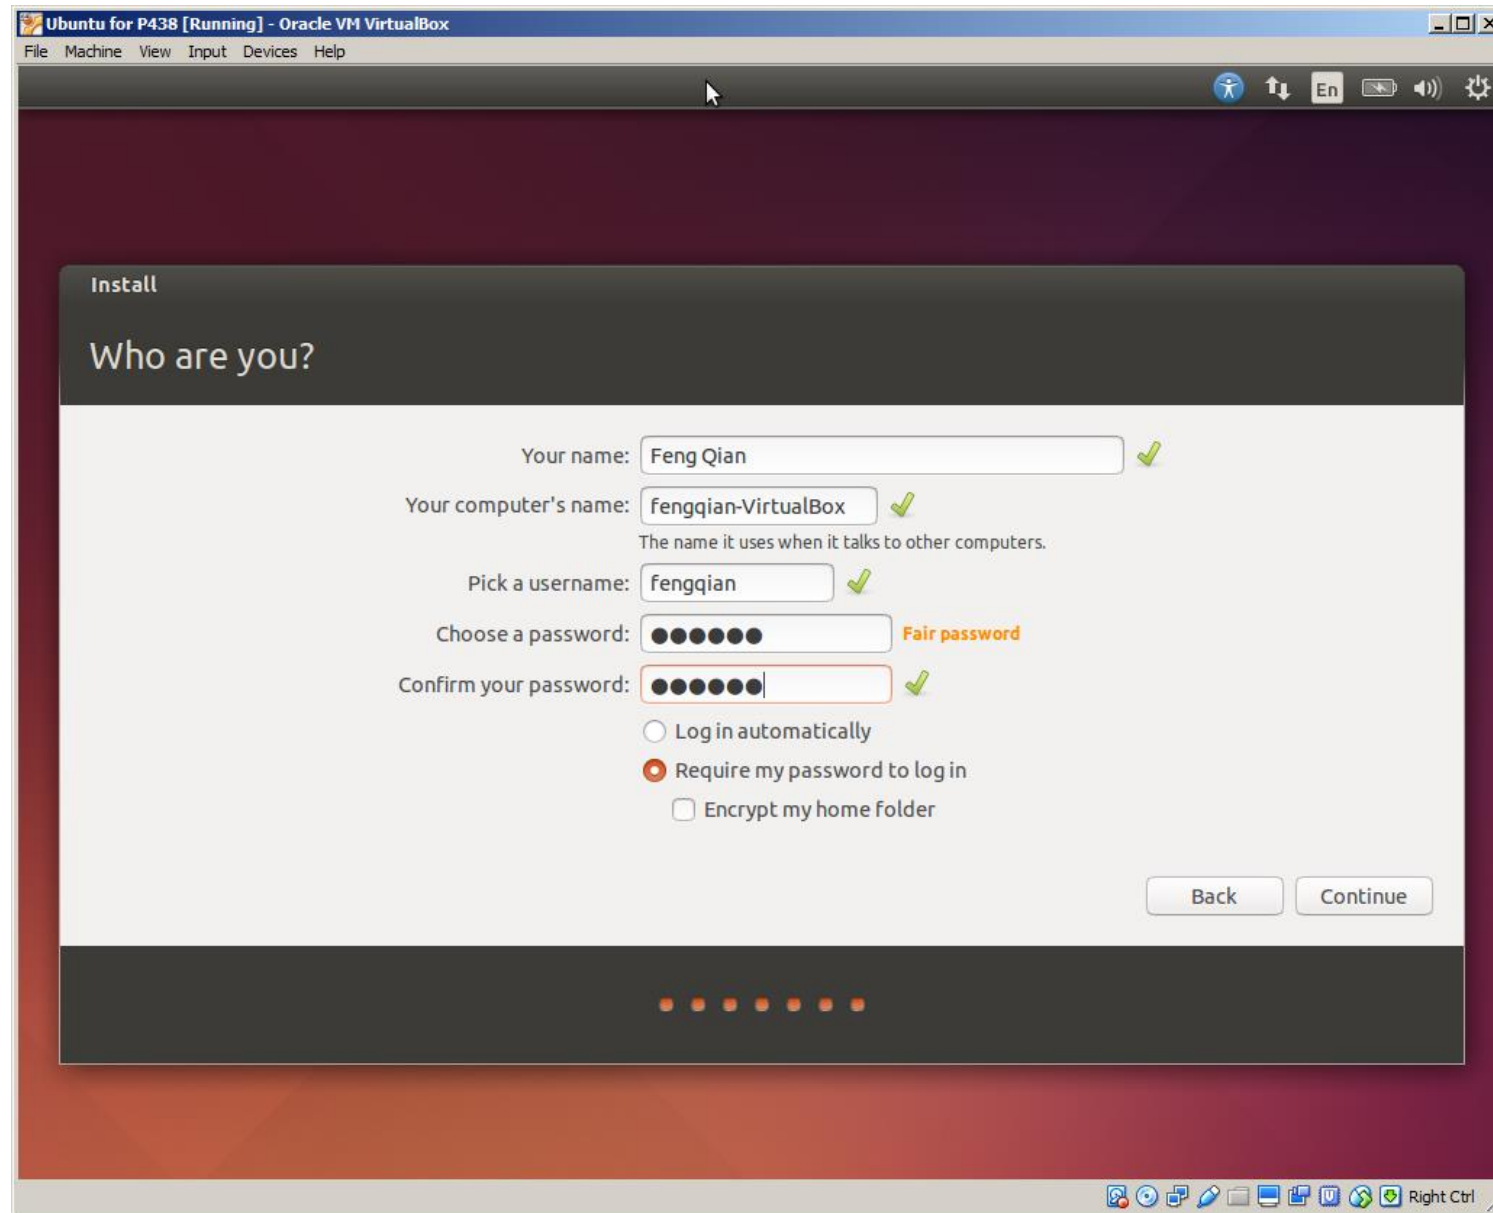 Ubuntu for P438 [Running] - Oracle VM VirtualBox
File Machine View Input Devices Help
En
Install
Who are you?
Your name: Feng Qian
Your computer's name: fengqian-VirtualBox
The name it uses when it talks to other computers.
Pick a username: fengqian
Choose a password: ●●●●●● Fair password
Confirm your password: ●●●●●●
Log in automatically
Require my password to log in
Encrypt my home folder
Back Continue
Right Ctrl